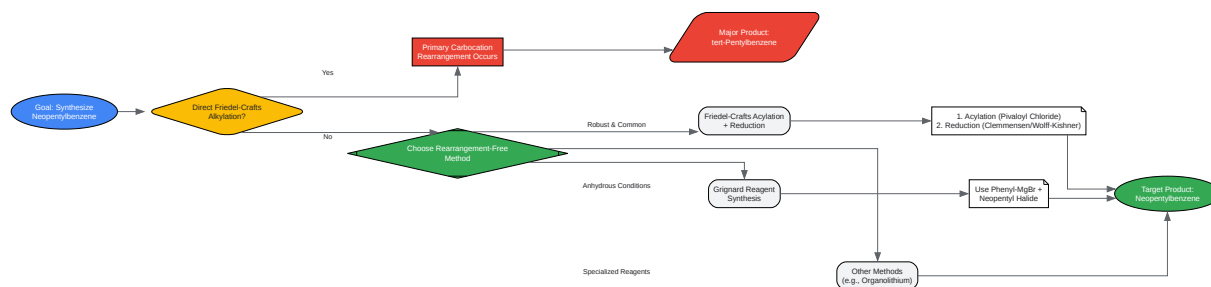 Major Product:
tert-Pentylbenzene
Primary Carbocation
Rearrangement Occurs
Yes
Goal: Synthesize
Neopentylbenzene
Direct Friedel-Crafts
Alkylation?
No
Choose Rearrangement-Free
Method
Robust & Common
Friedel-Crafts Acylation
+ Reduction
1. Acylation (Pivaloyl Chloride)
2. Reduction (Clemmensen/Wolff-Kishner)
Anhydrous Conditions
Grignard Reagent
Synthesis
Use Phenyl-MgBr +
Neopentyl Halide
Target Product:
Neopentylbenzene
Specialized Reagents
Other Methods
(e.g., Organolithium)